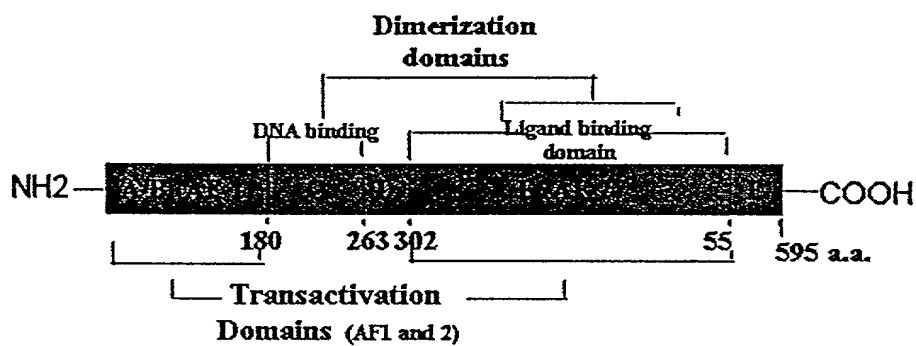 Dimerization
domains
DNA binding
Ligand binding
domain
NH2
COOH
180
263
302
55
595 a.a.
Transactivation
Domains (AF1 and 2)